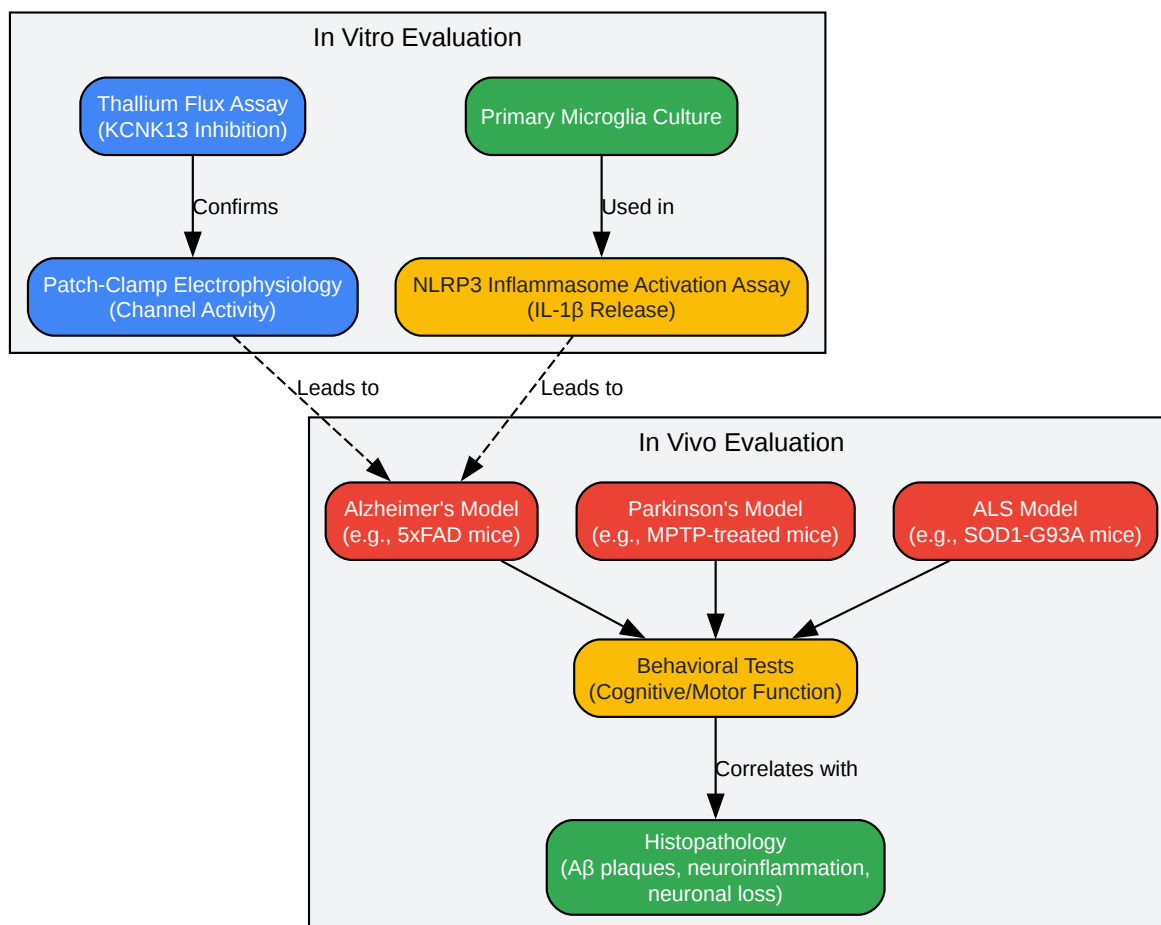 In Vitro Evaluation
Thallium Flux Assay
(KCNK13 Inhibition)
Primary Microglia Culture
Confirms
Used in
Patch-Clamp Electrophysiology
(Channel Activity)
NLRP3 Inflammasome Activation Assay
(IL-1β Release)
Leads to
Leads to
In Vivo Evaluation
Alzheimer's Model
(e.g., 5xFAD mice)
Parkinson's Model
(e.g., MPTP-treated mice)
ALS Model
(e.g., SOD1-G93A mice)
Behavioral Tests
(Cognitive/Motor Function)
Correlates with
Histopathology
(Aβ plaques, neuroinflammation,
neuronal loss)